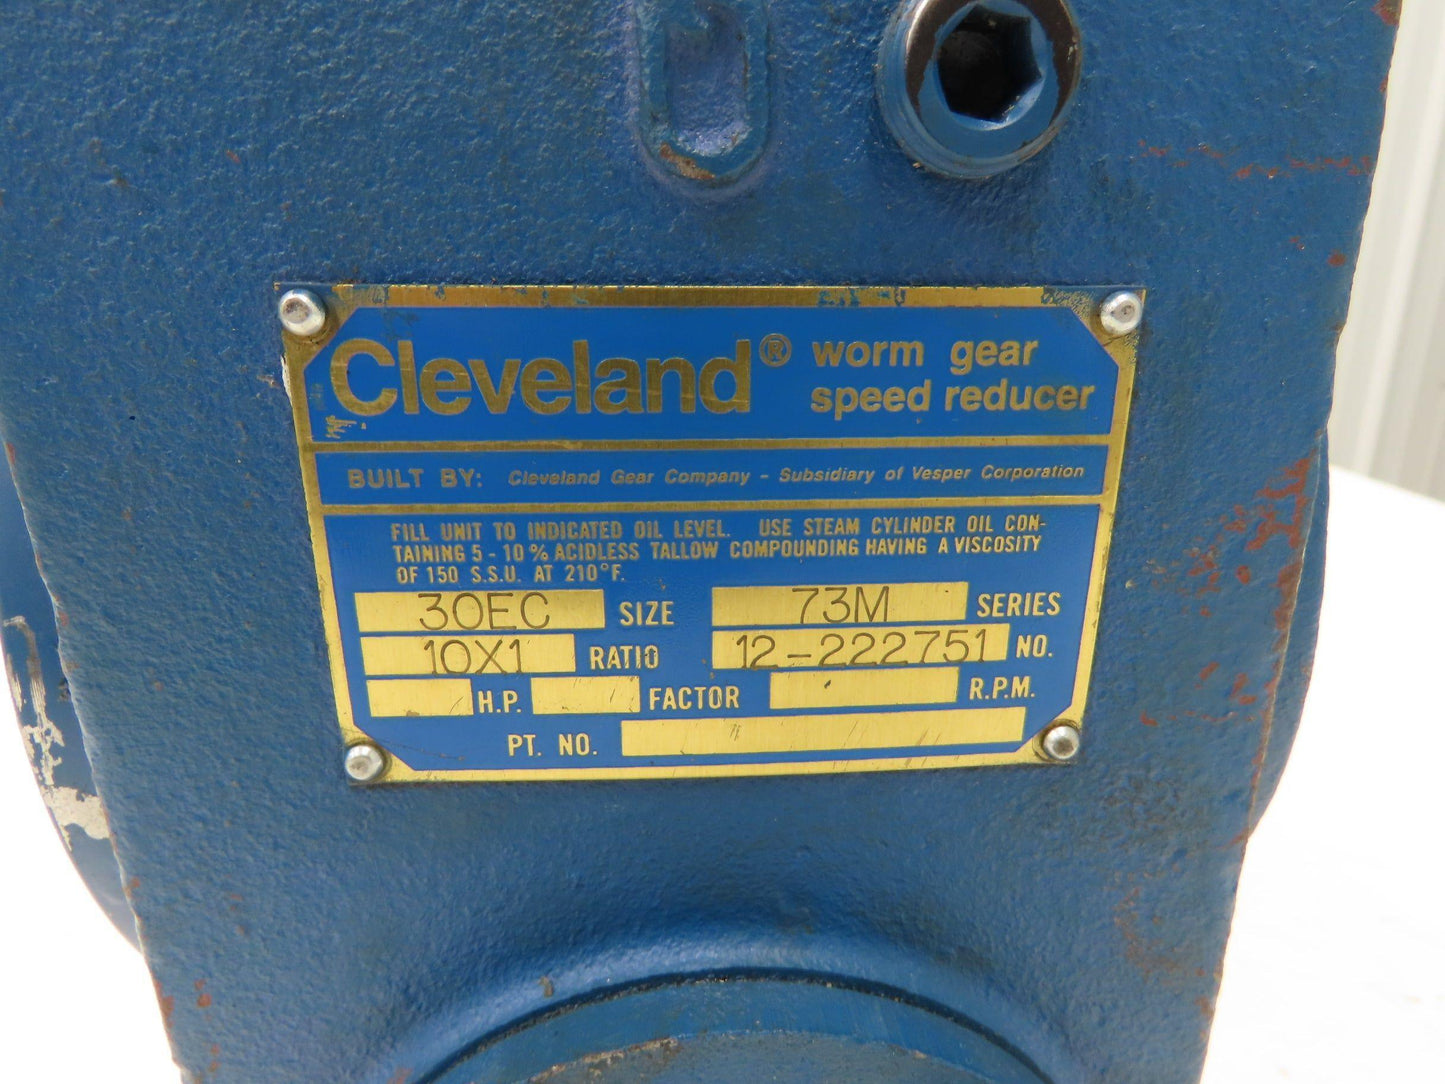 Cleveland® worm gear
speed reducer
BUILT BY: Cleveland Gear Company - Subsidiary of Vesper Corporation
FILL UNIT TO INDICATED OIL LEVEL. USE STEAM CYLINDER OIL CON-
TAINING 5 - 10% ACIDLESS TALLOW COMPOUNDING HAVING A VISCOSITY
OF 150 S.S.U. AT 210°F.
30EC SIZE 73M SERIES
10X1 RATIO 12-222751 NO.
H.P. FACTOR R.P.M.
PT. NO.